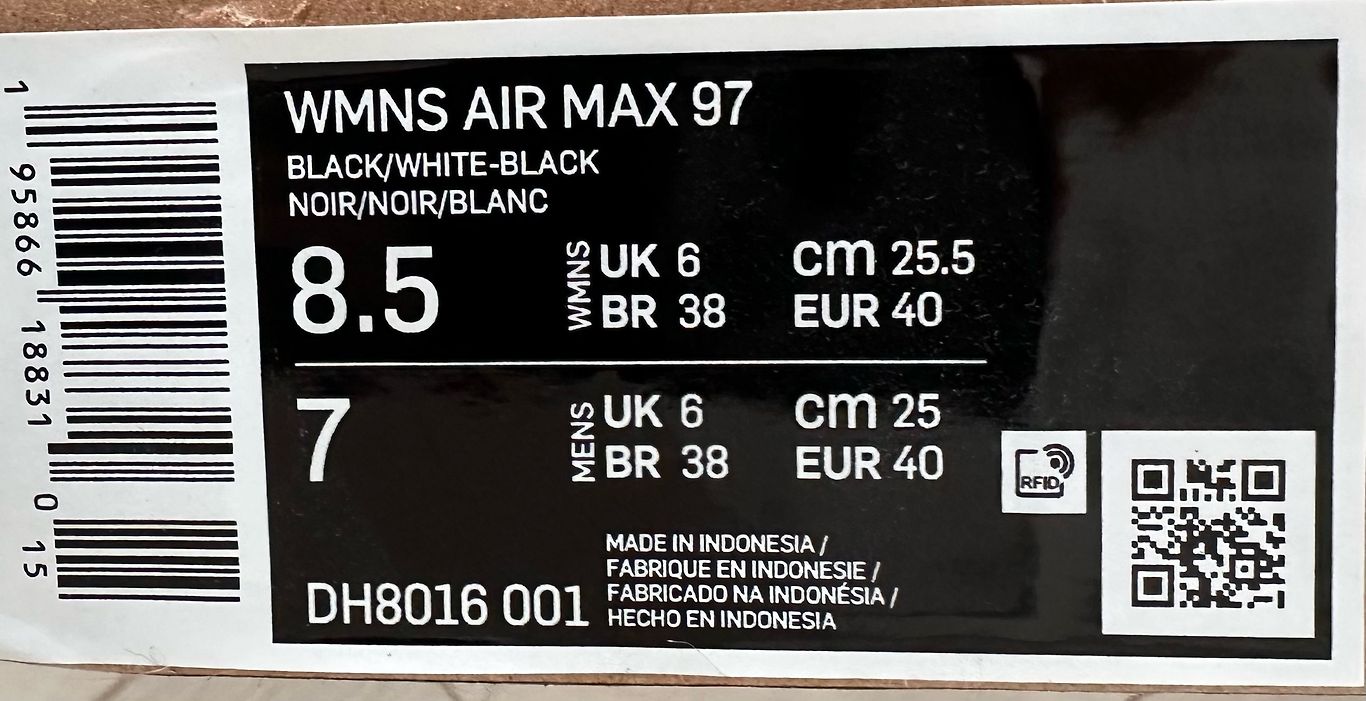 1 95866 18831 0 15
WMNS AIR MAX 97
BLACK/WHITE-BLACK
NOIR/NOIR/BLANC
8.5 WMNS UK 6 cm 25.5
BR 38 EUR 40
7 MENS UK 6 cm 25
BR 38 EUR 40
RFID
DH8016 001
MADE IN INDONESIA /
FABRIQUE EN INDONESIE /
FABRICADO NA INDONÉSIA /
HECHO EN INDONESIA